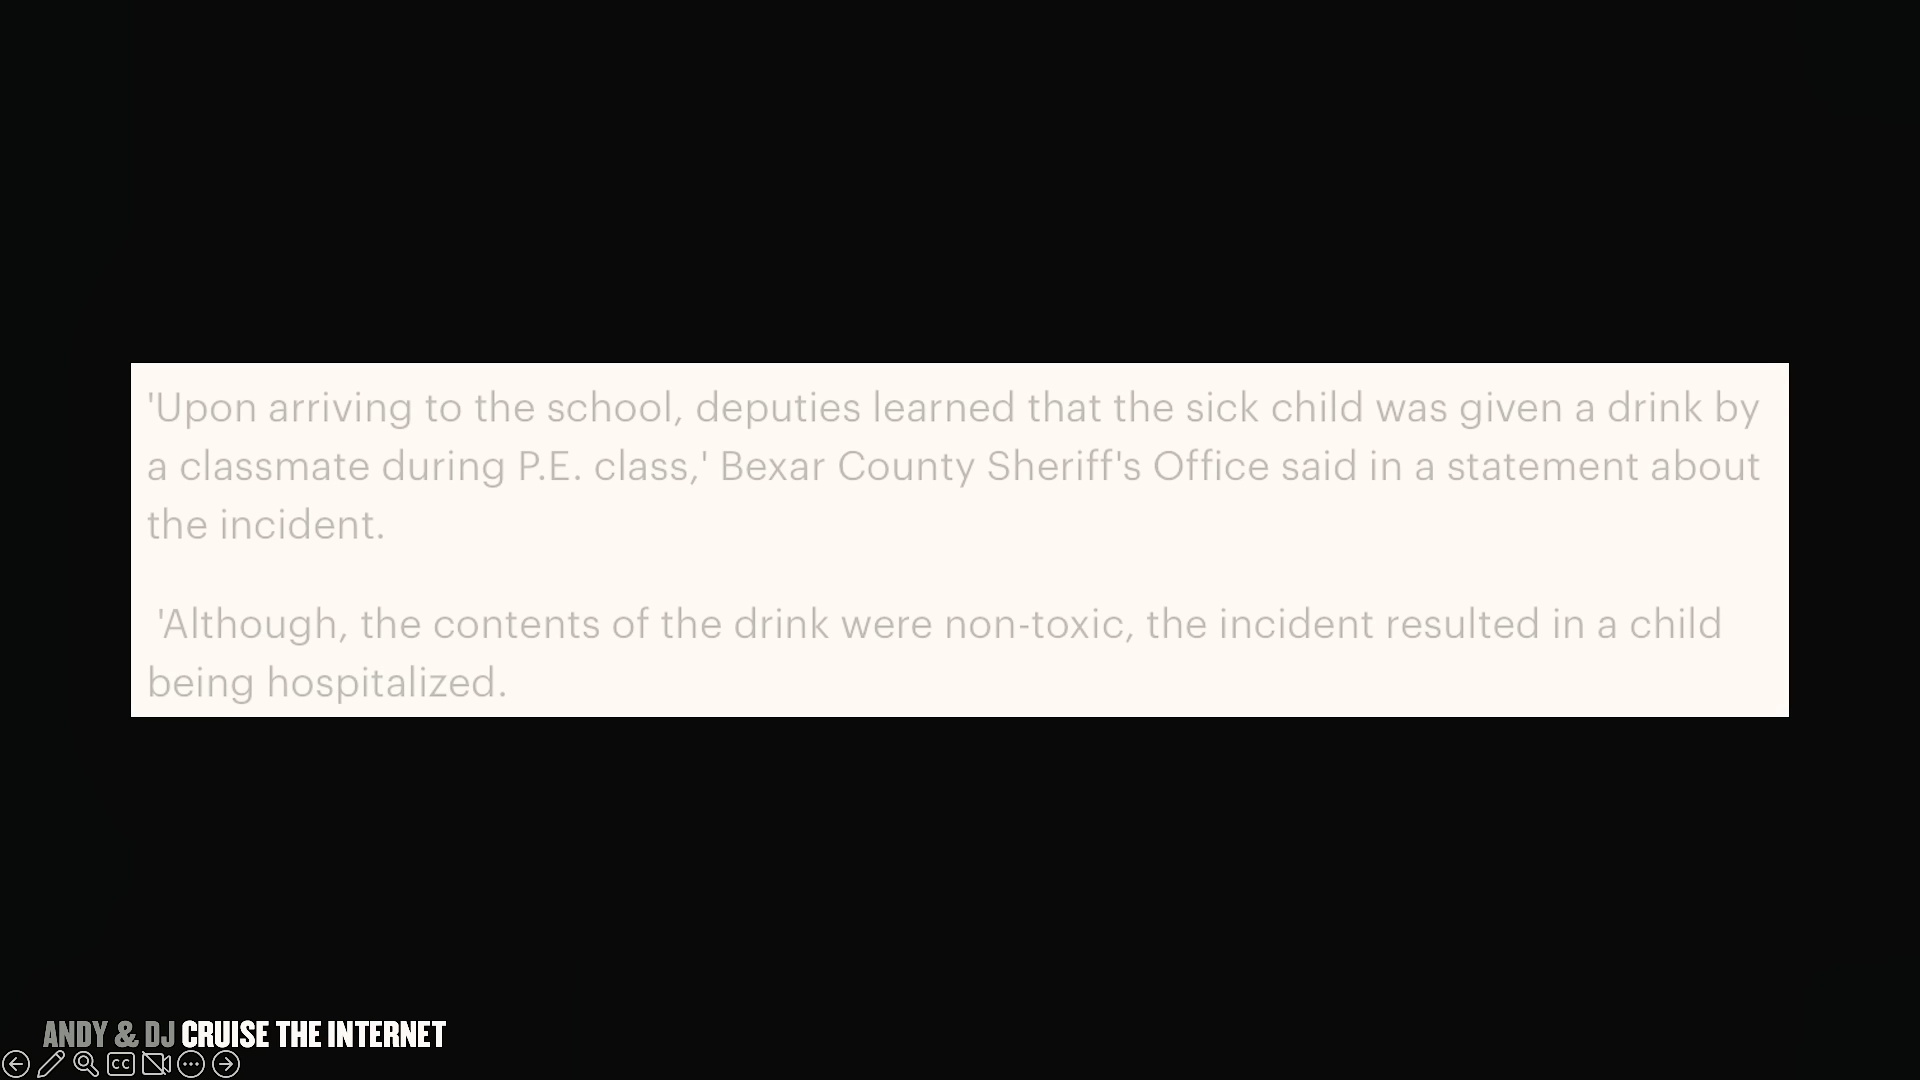 'Upon arriving to the school, deputies learned that the sick child was given a drink by
a classmate during P.E. class,' Bexar County Sheriff's Office said in a statement about
the incident.
'Although, the contents of the drink were non-toxic, the incident resulted in a child
being hospitalized.
ANDY & DJ CRUISE THE INTERNET
CC